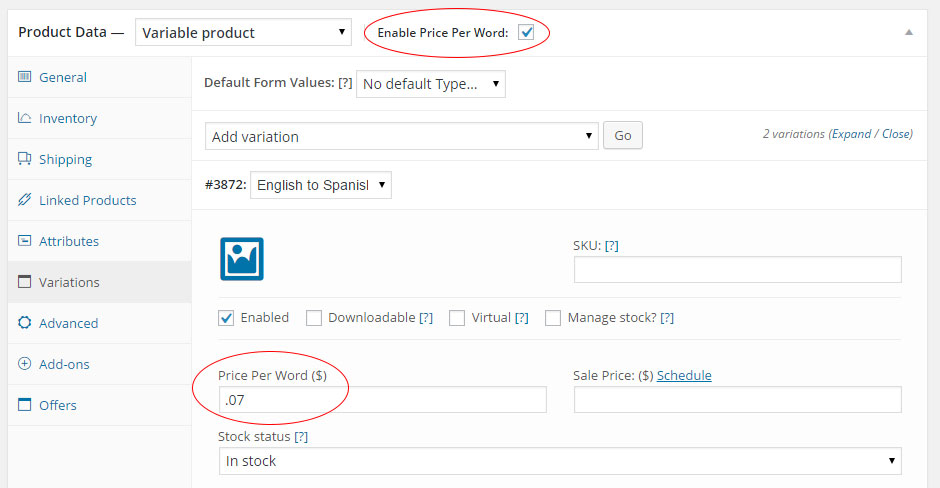 Product Data — Variable product Enable Price Per Word:
General
Inventory
Shipping
Linked Products
Attributes
Variations
Advanced
Add-ons
Offers
Default Form Values: [?] No default Type...
Add variation Go 2 variations (Expand / Close)
#3872: English to Spanish
SKU: [?]
Enabled Downloadable [?] Virtual [?] Manage stock? [?]
Price Per Word ($) Sale Price: ($) Schedule
.07
Stock status [?]
In stock